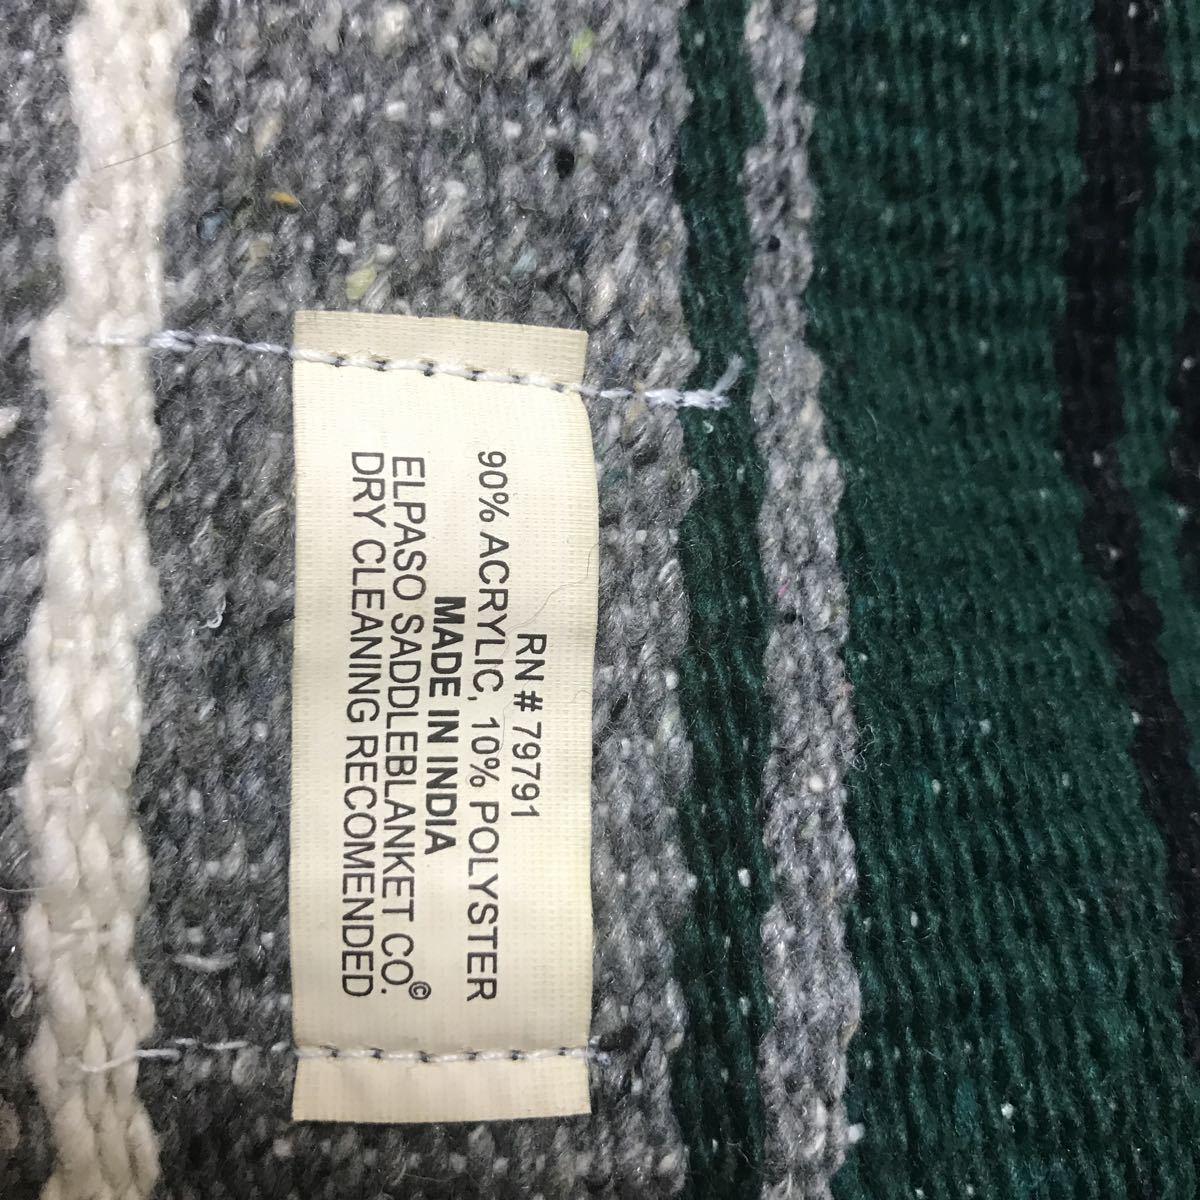 RN # 79791
90% ACRYLIC, 10% POLYSTER
MADE IN INDIA
ELPASO SADDLEBLANKET CO.©
DRY CLEANING RECOMENDED